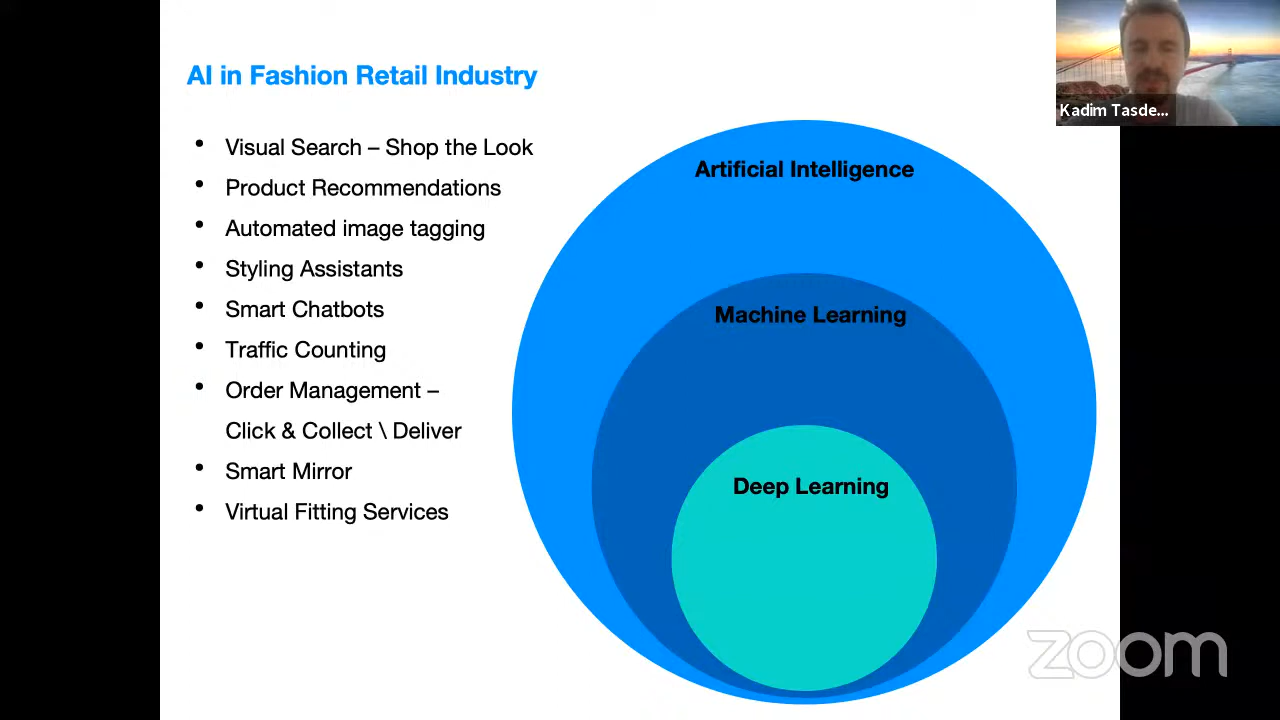 AI in Fashion Retail Industry
• Visual Search – Shop the Look
• Product Recommendations
• Automated image tagging
• Styling Assistants
• Smart Chatbots
• Traffic Counting
• Order Management –
Click & Collect \ Deliver
• Smart Mirror
• Virtual Fitting Services
Artificial Intelligence
Machine Learning
Deep Learning
Kadim Tasde...
zoom